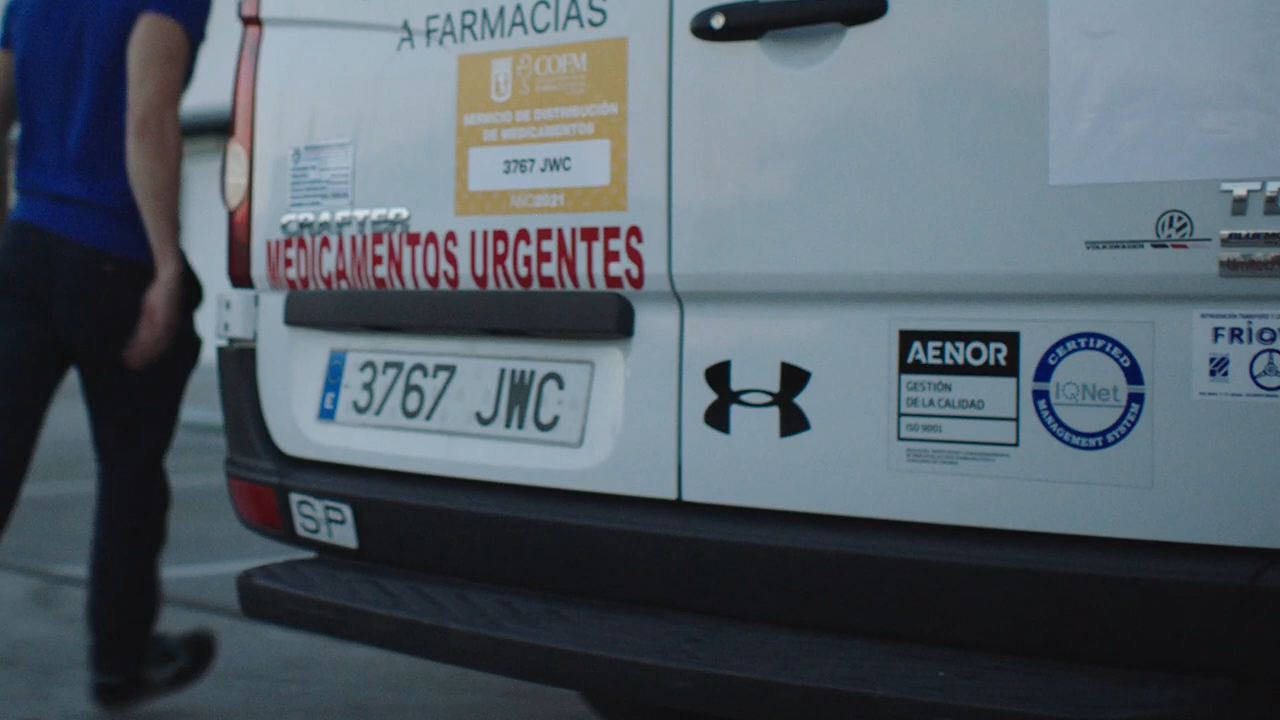 A FARMACIAS
COFM
SERVICIO DE DISTRIBUCIÓN
DE MEDICAMENTOS
3767 JWC
2021
CRAFTER
MEDICAMENTOS URGENTES
VOLKSWAGEN
E
3767 JWC
AENOR
GESTIÓN
DE LA CALIDAD
ISO 9001
CERTIFIED
IQNet
MANAGEMENT SYSTEM
SP